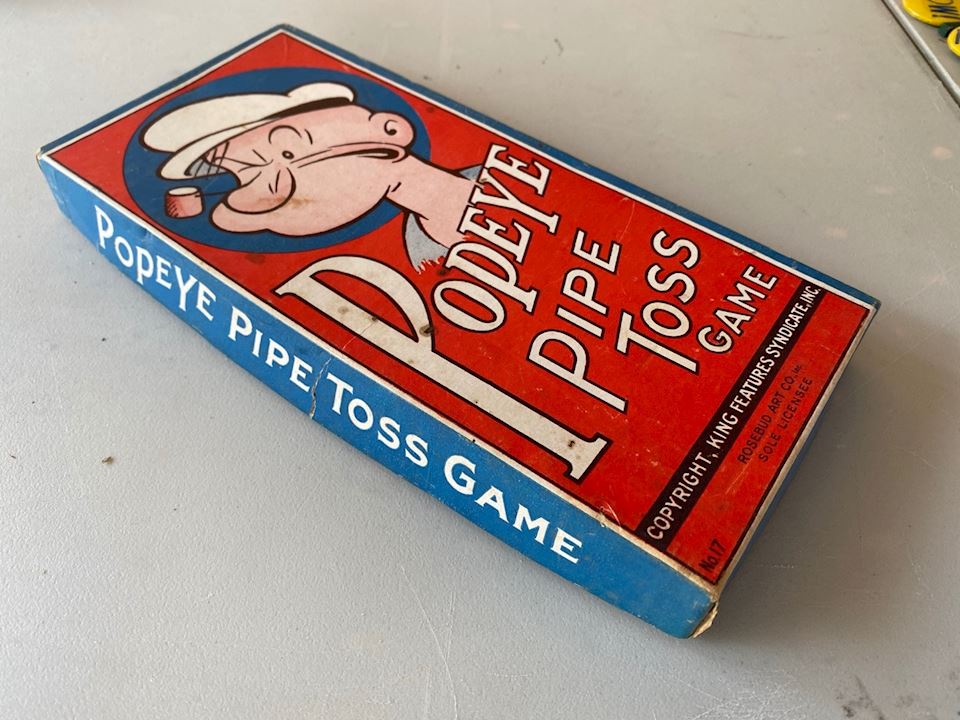 POPEYE
PIPE
TOSS
GAME
COPYRIGHT, KING FEATURES SYNDICATE, INC.
ROSEBUD ART CO., INC.
SOLE LICENSEE
No.17
POPEYE PIPE TOSS GAME